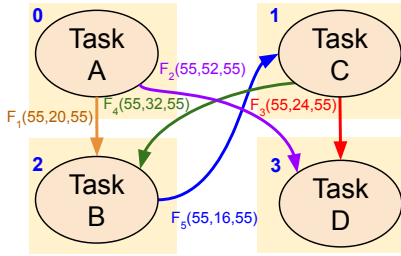 0
Task
A
1
Task
C
F₂(55,52,55)
F₁(55,20,55)
F₄(55,32,55)
F₃(55,24,55)
2
Task
B
3
Task
D
F₅(55,16,55)